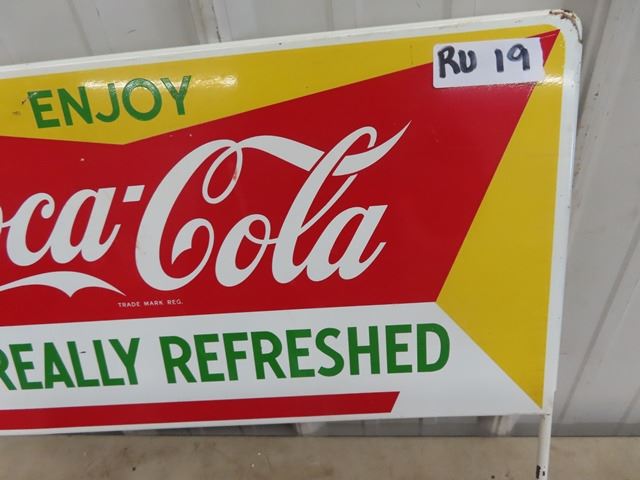 RU 19
ENJOY
oca-Cola
TRADE MARK REG.
REALLY REFRESHED